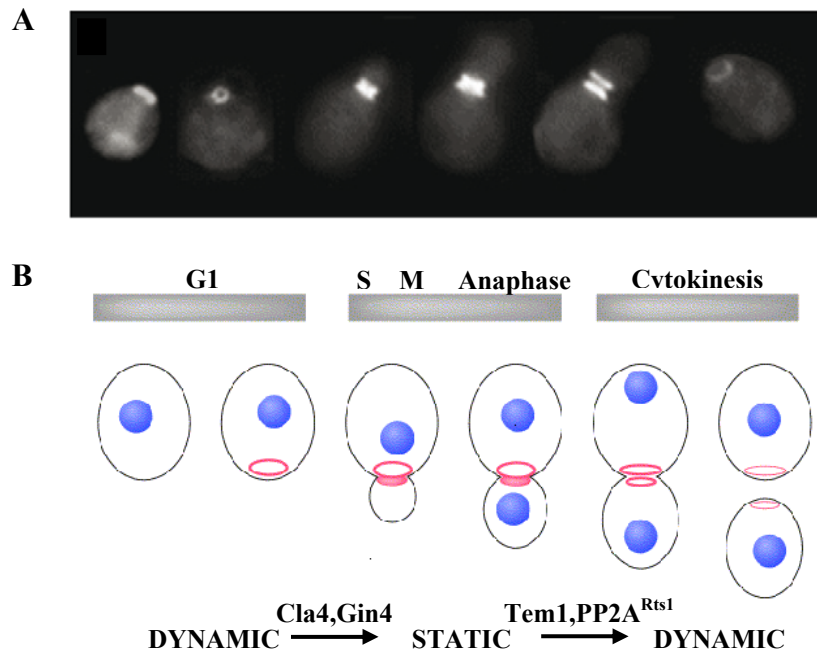 A
B
G1
S M Anaphase
Cvtokinesis
Cla4,Gin4
Tem1,PP2A^Rts1
DYNAMIC
STATIC
DYNAMIC